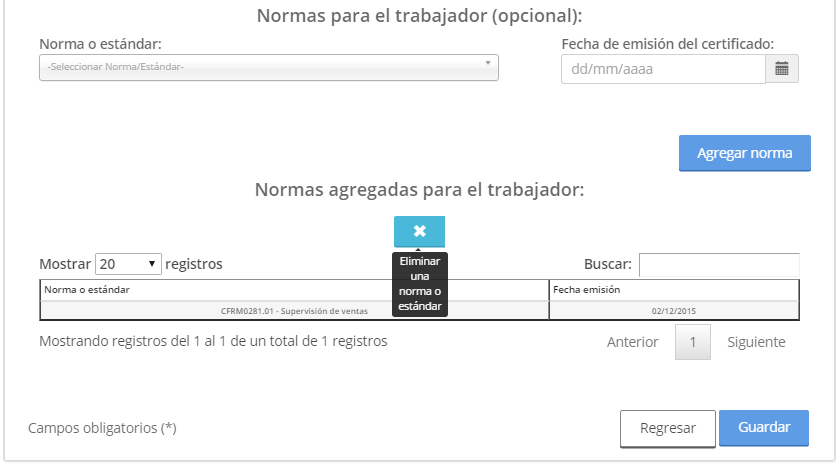 Normas para el trabajador (opcional):
Norma o estándar:
Fecha de emisión del certificado:
-Seleccionar Norma/Estándar-
dd/mm/aaaa
Agregar norma
Normas agregadas para el trabajador:
Mostrar 20 registros
Buscar:
Eliminar
una
norma o
estándar
Norma o estándar
Fecha emisión
CFRM0281.01 - Supervisión de ventas
02/12/2015
Mostrando registros del 1 al 1 de un total de 1 registros
Anterior 1 Siguiente
Campos obligatorios (*)
Regresar
Guardar